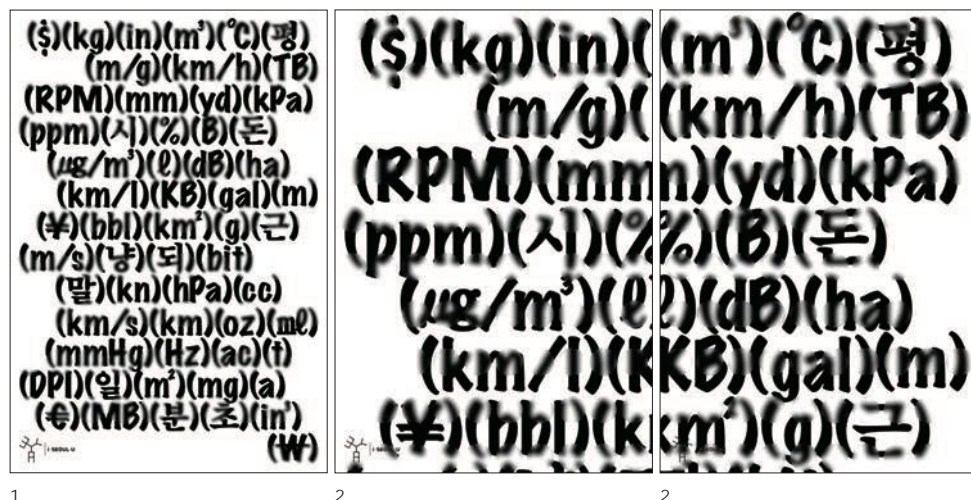 ($)(kg)(in)(m³)(℃)(평)
(m/g)(km/h)(TB)
(RPM)(mm)(yd)(kPa)
(ppm)(시)(%)(B)(돈)
(μg/m³)(ℓ)(dB)(ha)
(km/l)(KB)(gal)(m)
(¥)(bbl)(km²)(g)(근)
(m/s)(냥)(되)(bit)
(말)(kn)(hPa)(cc)
(km/s)(km)(oz)(㎖)
(mmHg)(Hz)(ac)(t)
(DPI)(일)(m²)(mg)(a)
(€)(MB)(분)(초)(in³)
(₩)
I·SEOUL·U
1
($)(kg)(in)(
(m/g)(
(RPM)(mm
(ppm)(시)(%
(μg/m³)(ℓ
(km/l)(K
(¥)(bbl)(k
I·SEOUL·U
2
(m³)(℃)(평)
(km/h)(TB)
m)(yd)(kPa)
%)(B)(돈)
ℓ)(dB)(ha)
KB)(gal)(m)
km²)(g)(근)
I·SEOUL·U
2